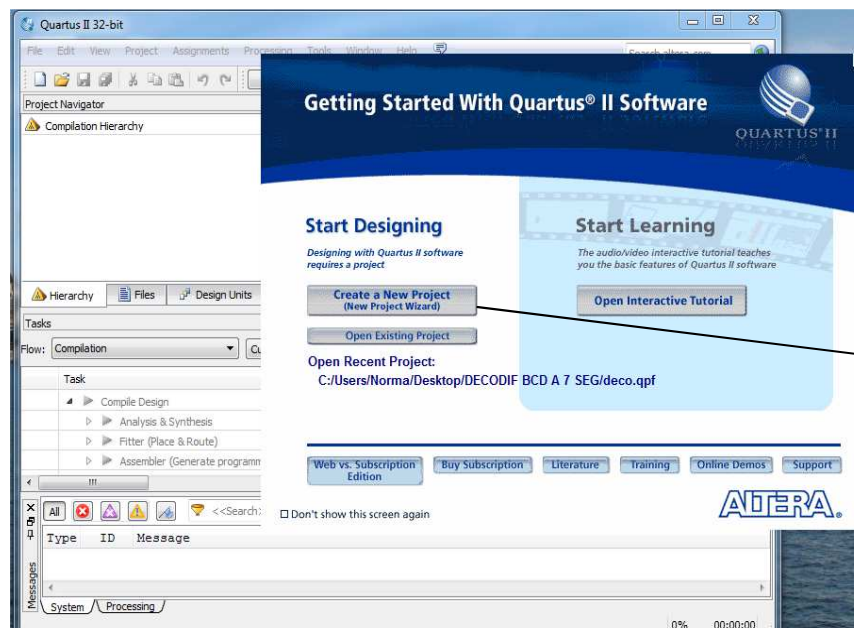 Quartus II 32-bit
File Edit View Project Assignments Processing Tools Window Help
Search altera.com
Project Navigator
Compilation Hierarchy
Hierarchy Files Design Units
Tasks
Flow: Compilation
Task
Compile Design
Analysis & Synthesis
Fitter (Place & Route)
Assembler (Generate programm
Getting Started With Quartus® II Software
QUARTUS®II
Start Designing
Designing with Quartus II software
requires a project
Create a New Project
(New Project Wizard)
Open Existing Project
Open Recent Project:
C:/Users/Norma/Desktop/DECODIF BCD A 7 SEG/deco.qpf
Start Learning
The audio/video interactive tutorial teaches
you the basic features of Quartus II software
Open Interactive Tutorial
Web vs. Subscription
Edition
Buy Subscription
Literature
Training
Online Demos
Support
Don't show this screen again
ALTERA®
All <<Search>
Type ID Message
Messages
System Processing
0% 00:00:00